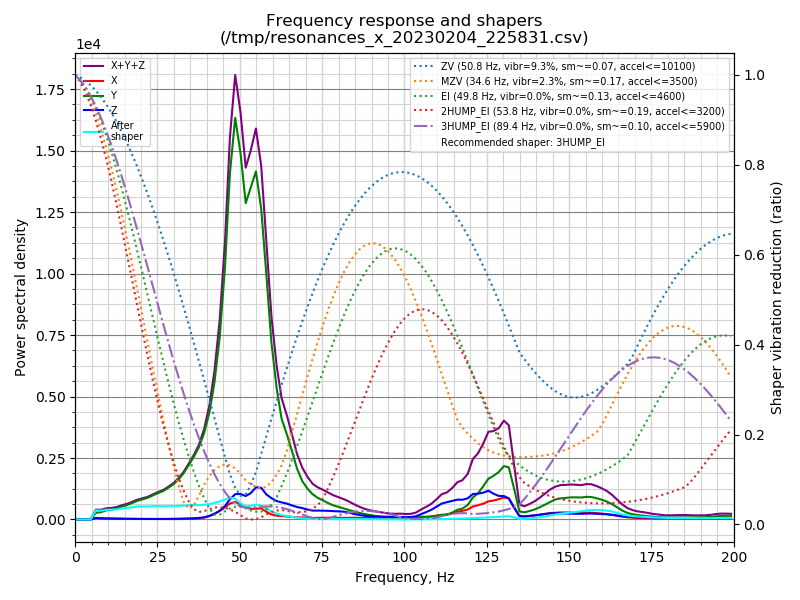 Frequency response and shapers
(/tmp/resonances_x_20230204_225831.csv)
1e4
X+Y+Z
X
Y
Z
After
shaper
ZV (50.8 Hz, vibr=9.3%, sm~=0.07, accel<=10100)
MZV (34.6 Hz, vibr=2.3%, sm~=0.17, accel<=3500)
EI (49.8 Hz, vibr=0.0%, sm~=0.13, accel<=4600)
2HUMP_EI (53.8 Hz, vibr=0.0%, sm~=0.19, accel<=3200)
3HUMP_EI (89.4 Hz, vibr=0.0%, sm~=0.10, accel<=5900)
Recommended shaper: 3HUMP_EI
Power spectral density
1.75
1.50
1.25
1.00
0.75
0.50
0.25
0.00
1.0
0.8
0.6
0.4
0.2
0.0
Shaper vibration reduction (ratio)
0 25 50 75 100 125 150 175 200
Frequency, Hz